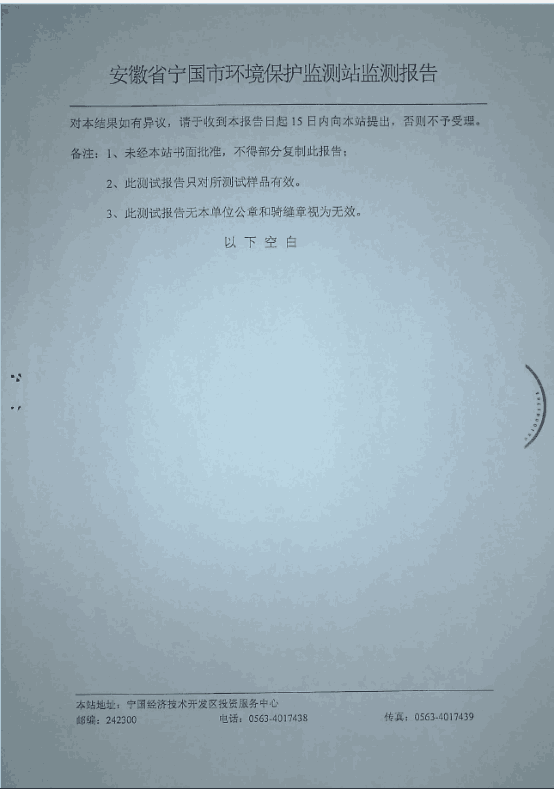 安徽省宁国市环境保护监测站监测报告
对本结果如有异议，请于收到本报告日起 15 日内向本站提出，否则不予受理。
备注：1、未经本站书面批准，不得部分复制此报告；
2、此测试报告只对所测试样品有效。
3、此测试报告无本单位公章和骑缝章视为无效。
以 下 空 白
本站地址：宁国经济技术开发区投资服务中心
邮编：242300 电话：0563-4017438 传真：0563-4017439